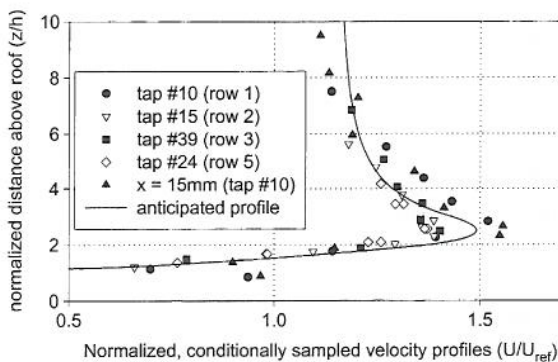 normalized distance above roof (z/h)
10
8
6
4
2
0
tap #10 (row 1)
tap #15 (row 2)
tap #39 (row 3)
tap #24 (row 5)
x = 15mm (tap #10)
anticipated profile
0.5 1.0 1.5 2.0
Normalized, conditionally sampled velocity profiles (U/Uref)